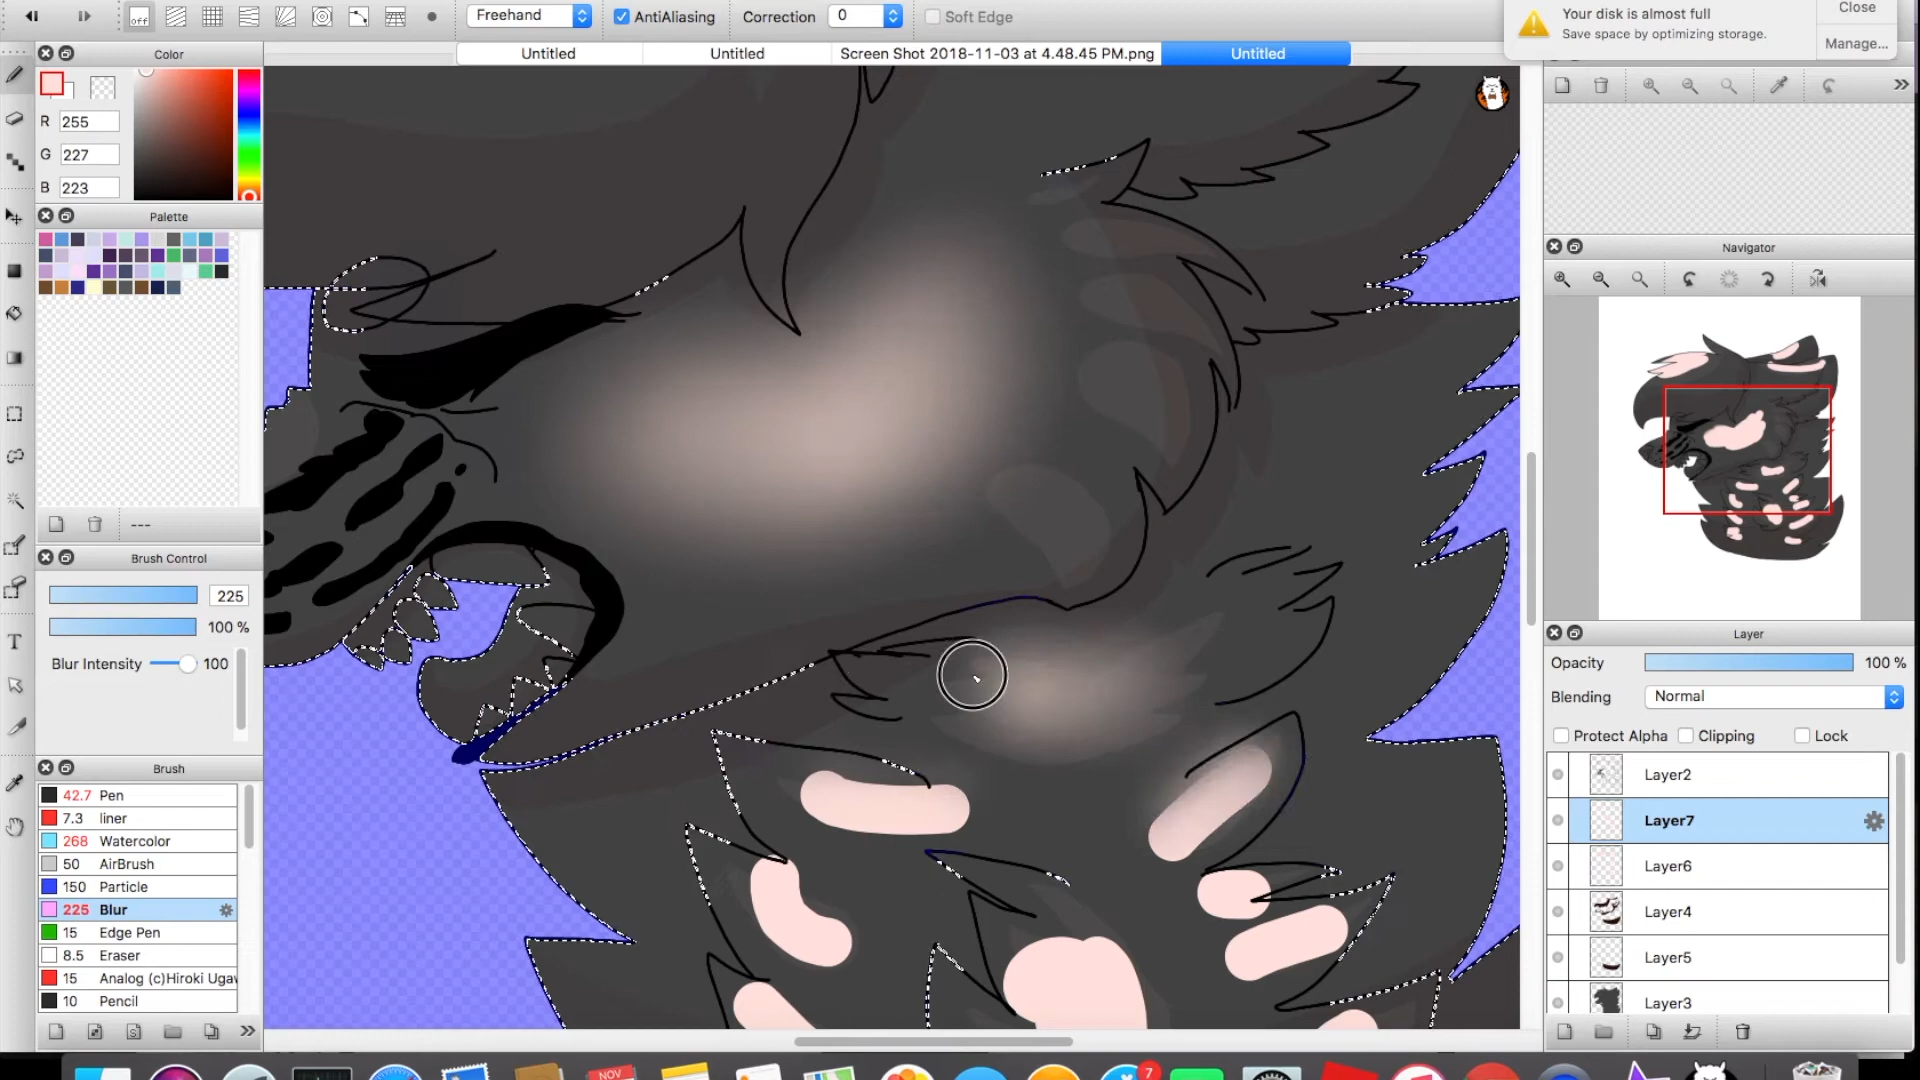 off
Freehand
AntiAliasing
Correction
0
Soft Edge
Your disk is almost full
Save space by optimizing storage.
Close
Manage...
Untitled
Untitled
Screen Shot 2018-11-03 at 4.48.45 PM.png
Untitled
Color
R 255
G 227
B 223
Palette
---
Brush Control
225
100 %
Blur Intensity 100
Brush
42.7 Pen
7.3 liner
268 Watercolor
50 AirBrush
150 Particle
225 Blur
15 Edge Pen
8.5 Eraser
15 Analog (c)Hiroki Ugaw
10 Pencil
Navigator
Layer
Opacity 100 %
Blending Normal
Protect Alpha Clipping Lock
Layer2
Layer7
Layer6
Layer4
Layer5
Layer3
T
S
NOV
7